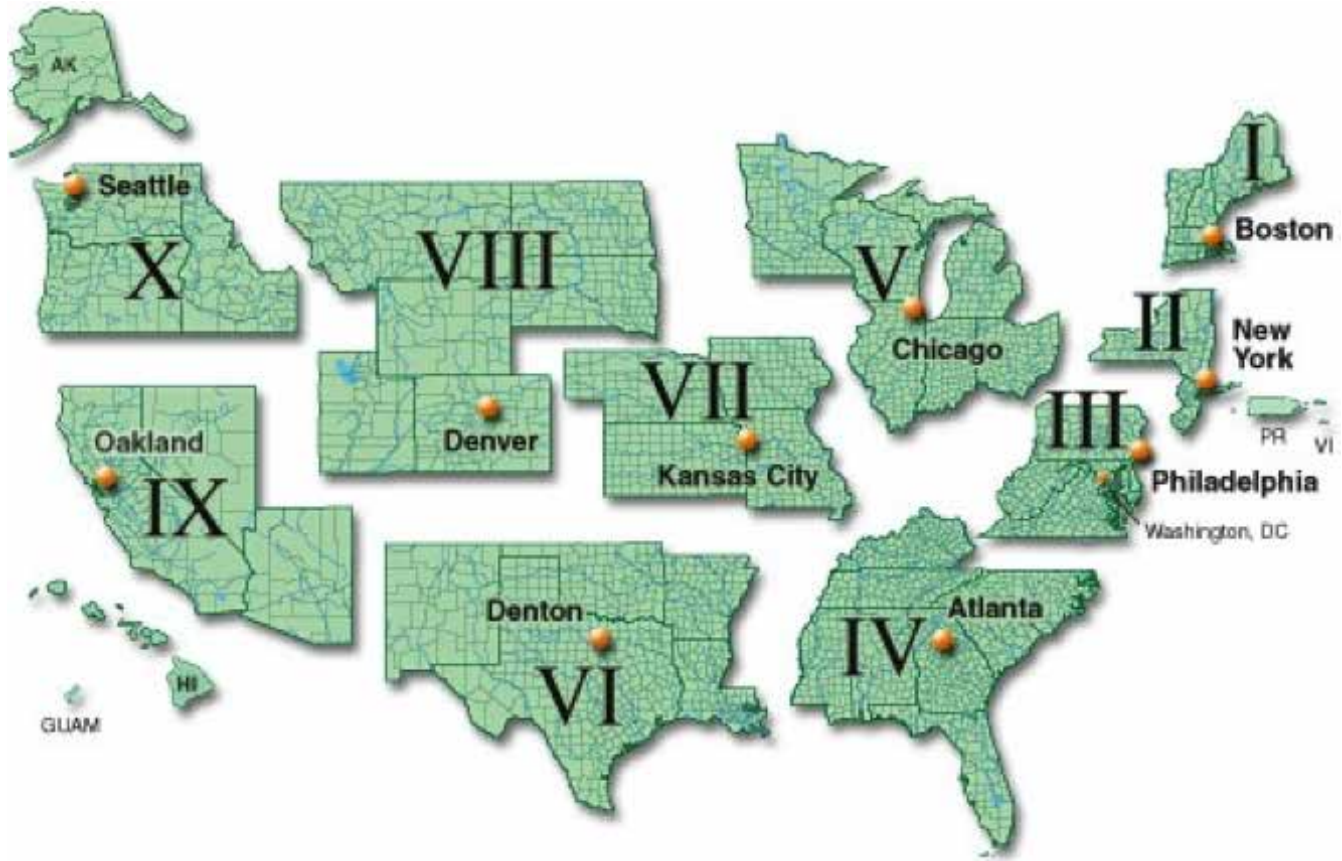 AK
Seattle
X
VIII
V
Chicago
I
Boston
II
New
York
PR
VI
III
Philadelphia
Washington, DC
VII
Kansas City
Denver
Oakland
IX
HI
GUAM
Denton
VI
Atlanta
IV